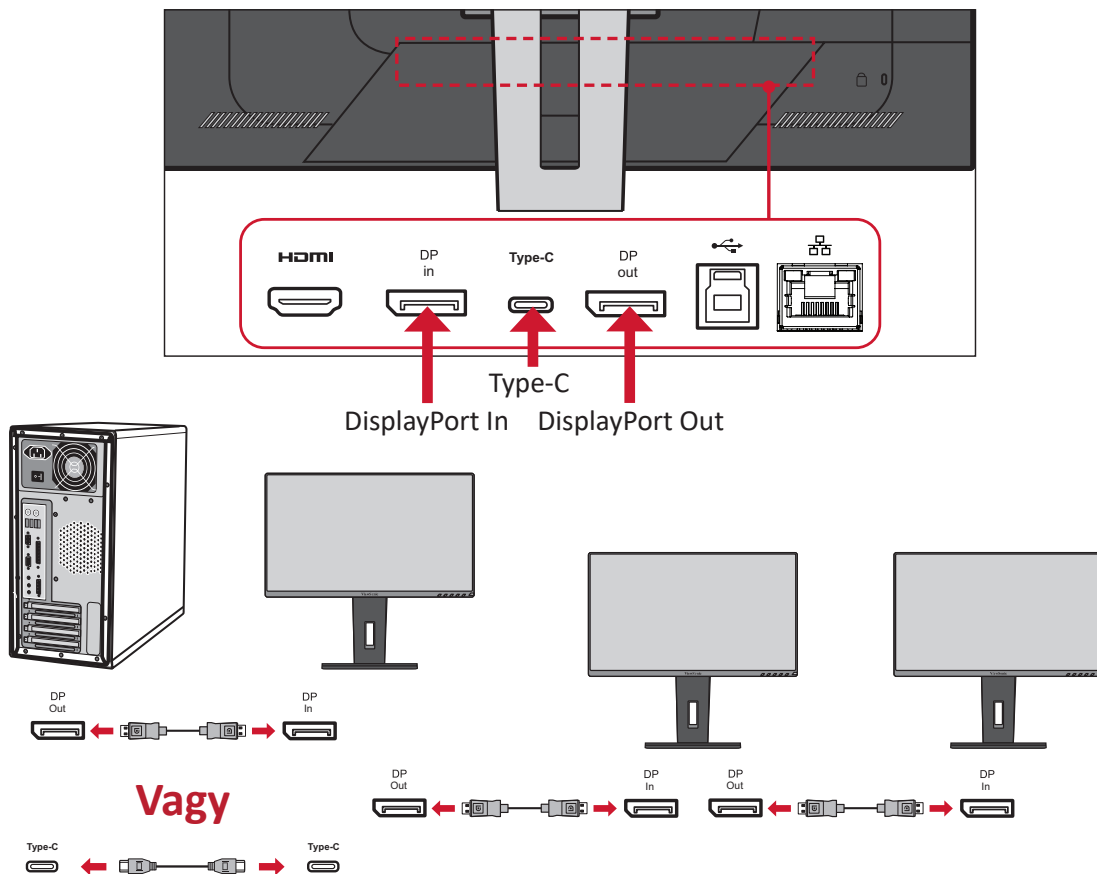 HDMI
DP
in
Type-C
DP
out
Type-C
DisplayPort In
DisplayPort Out
DP
Out
DP
In
DP
Out
DP
In
DP
Out
DP
In
Vagy
Type-C
Type-C